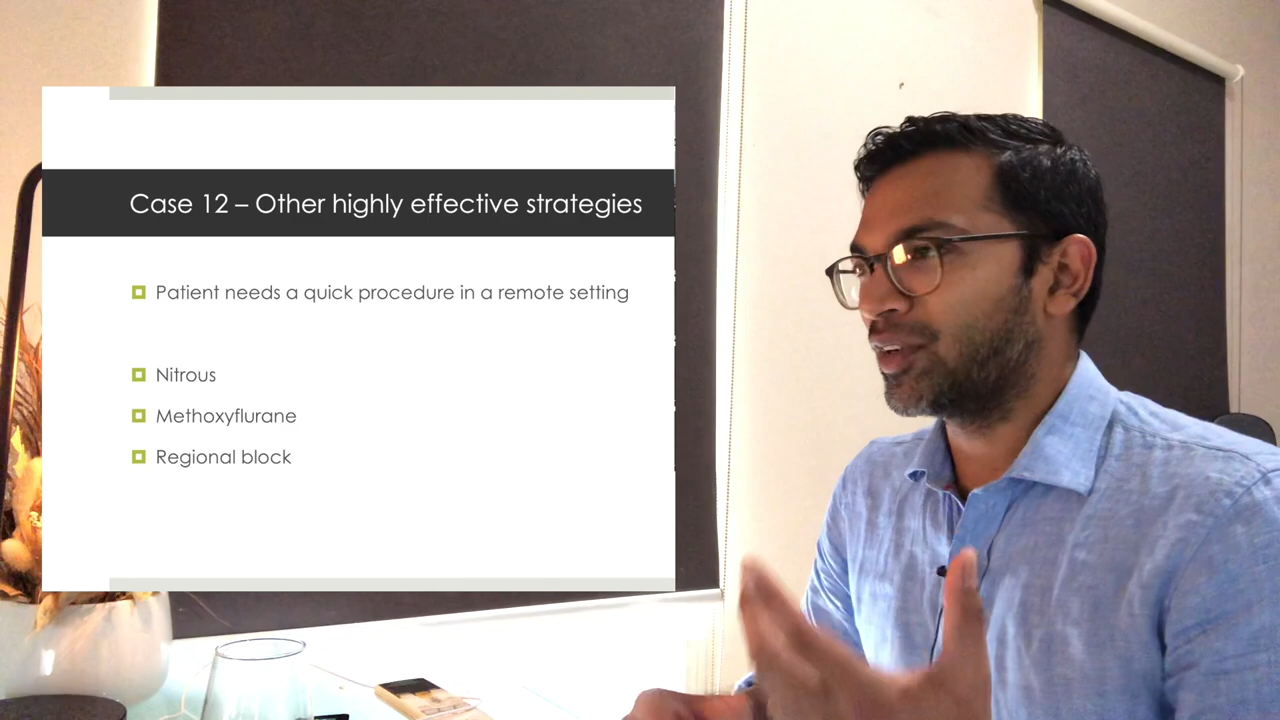 Case 12 – Other highly effective strategies
Patient needs a quick procedure in a remote setting
Nitrous
Methoxyflurane
Regional block